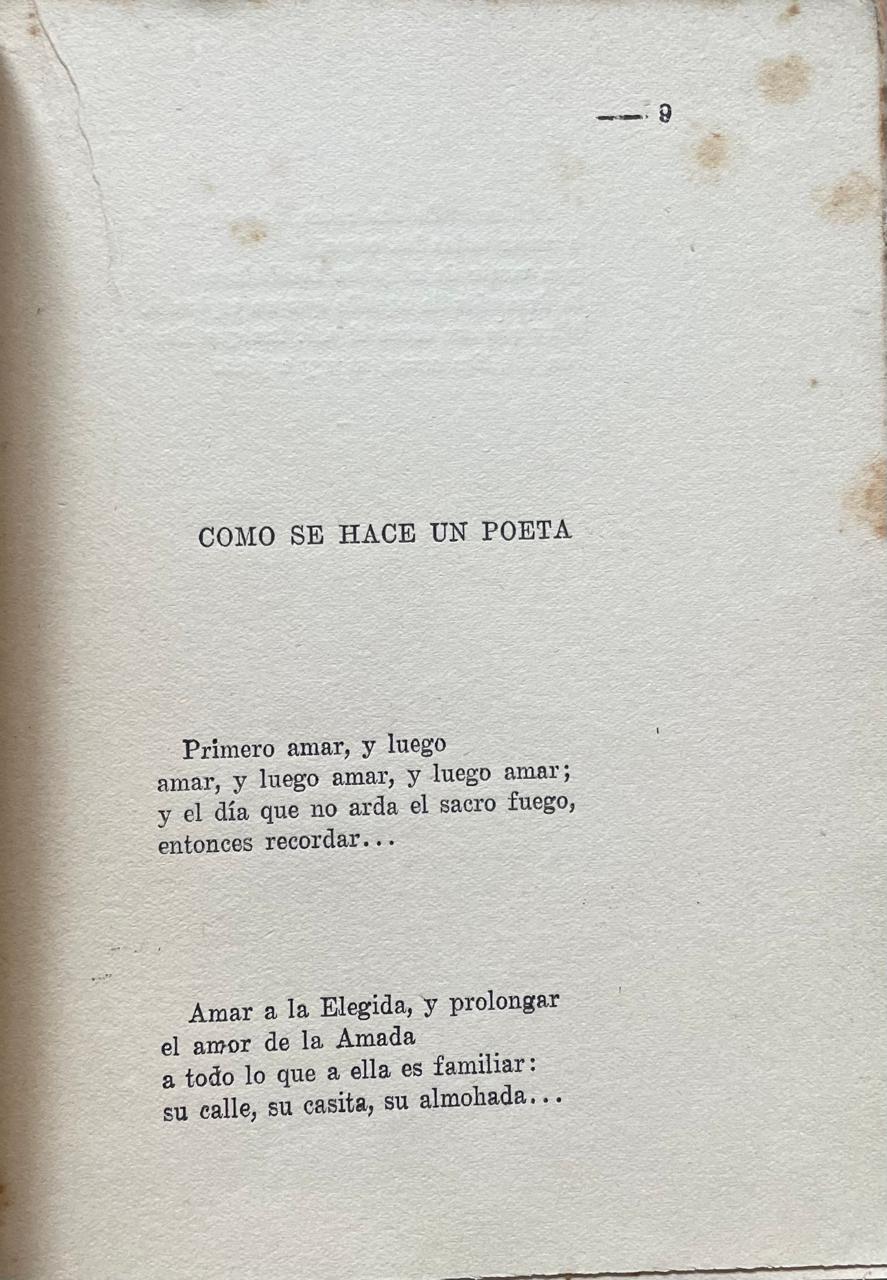 — 9
COMO SE HACE UN POETA
Primero amar, y luego
amar, y luego amar, y luego amar;
y el día que no arda el sacro fuego,
entonces recordar...
Amar a la Elegida, y prolongar
el amor de la Amada
a todo lo que a ella es familiar:
su calle, su casita, su almohada...